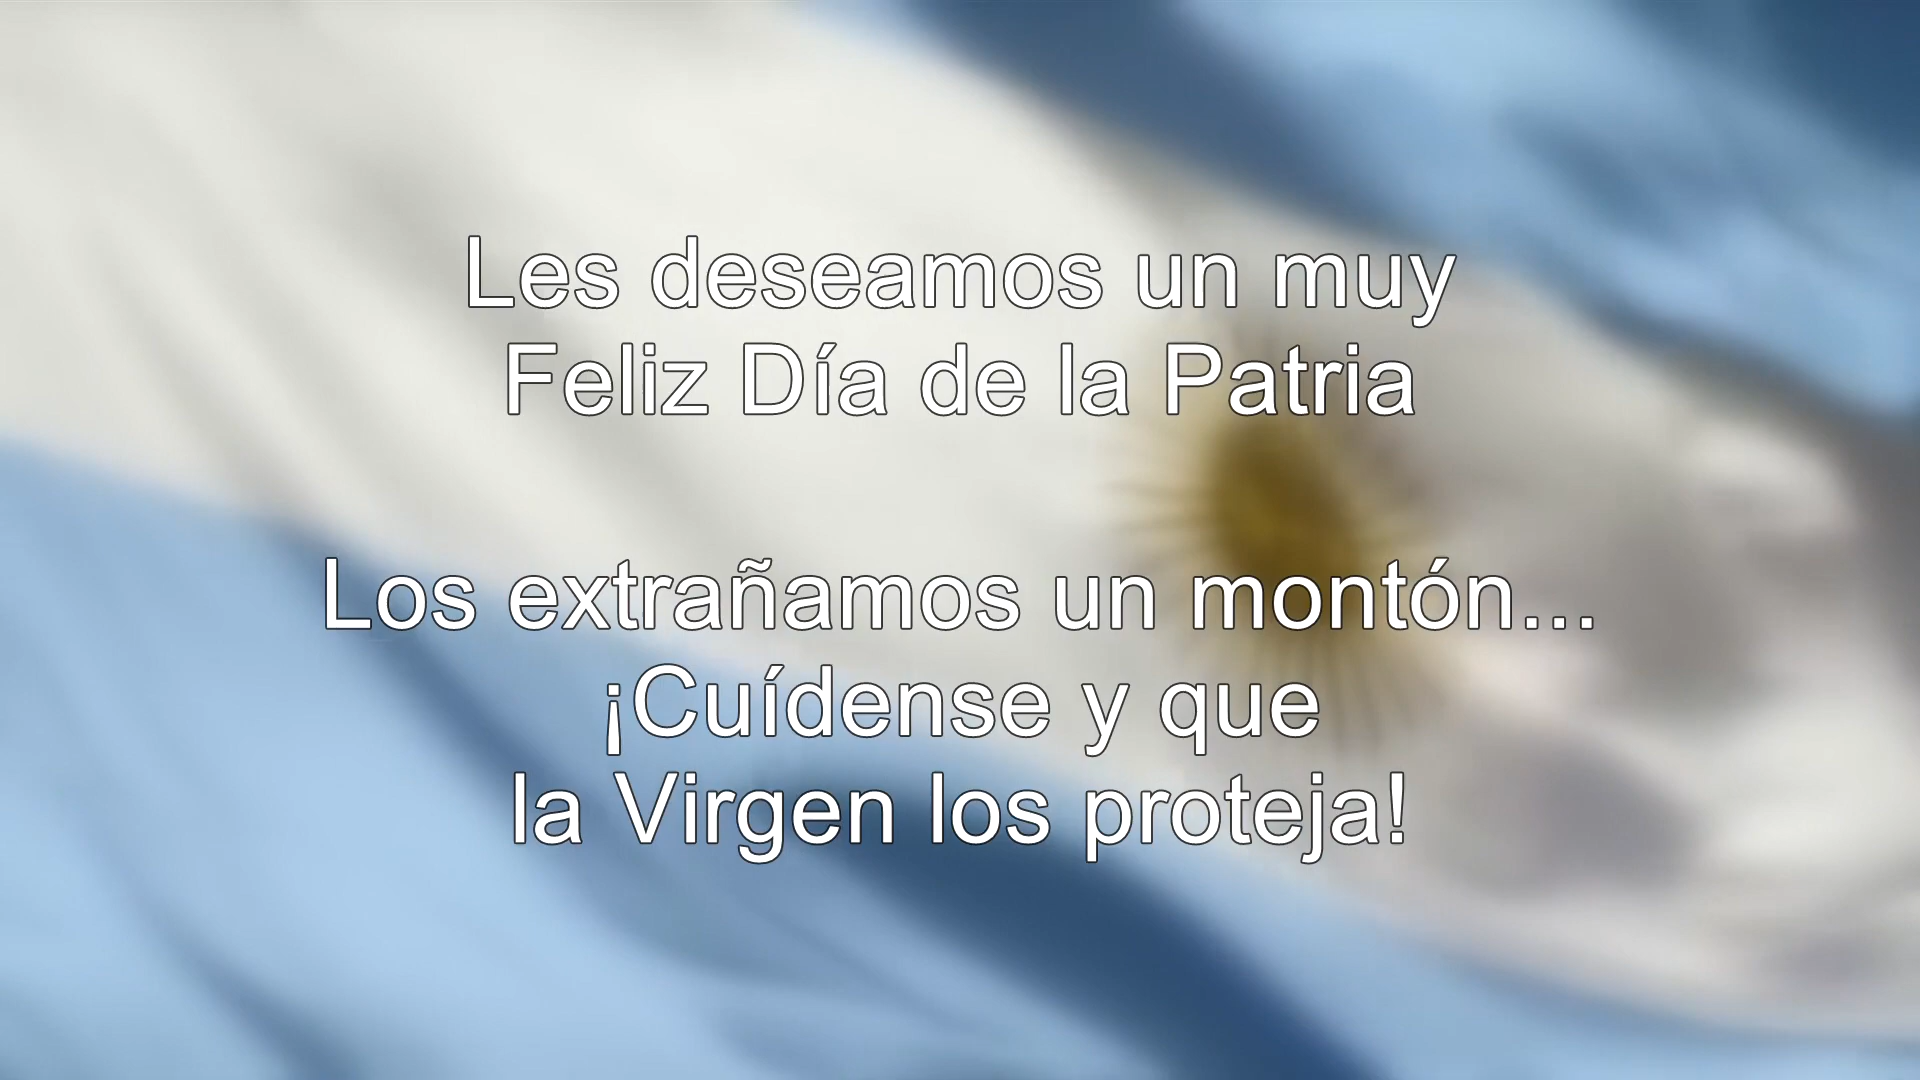 Les deseamos un muy
Feliz Día de la Patria
Los extrañamos un montón...
¡Cuídense y que
la Virgen los proteja!